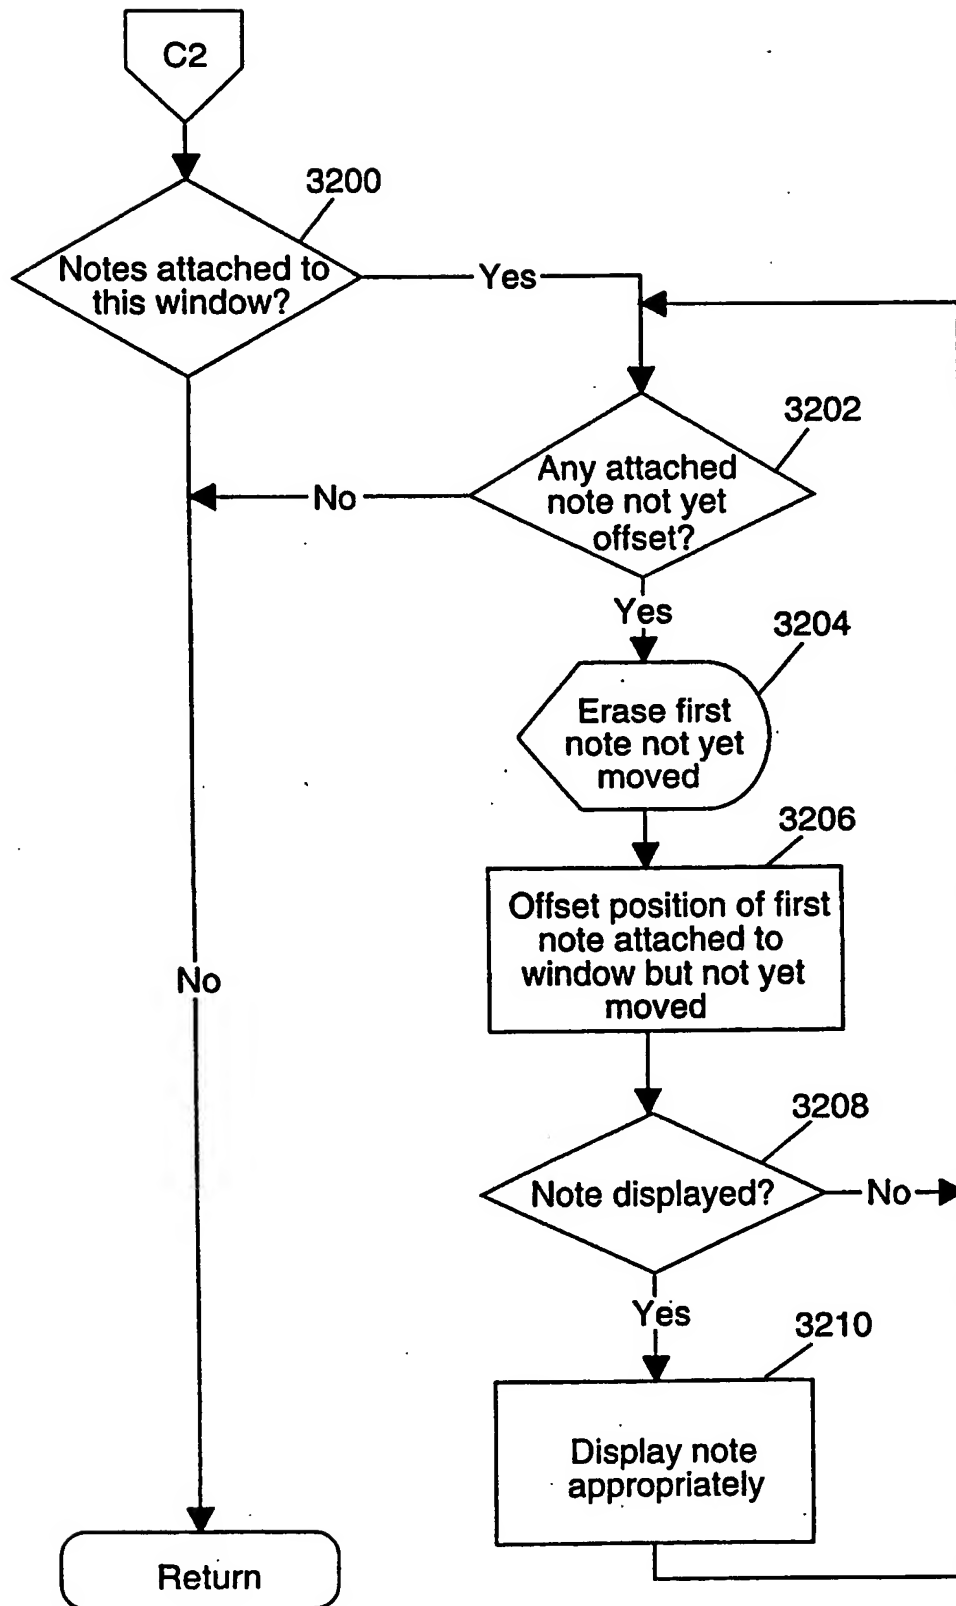 C2
3200
Notes attached to
this window?
Yes
3202
Any attached
note not yet
offset?
No
Yes
3204
Erase first
note not yet
moved
3206
Offset position of first
note attached to
window but not yet
moved
No
3208
Note displayed?
No
Yes
3210
Display note
appropriately
Return